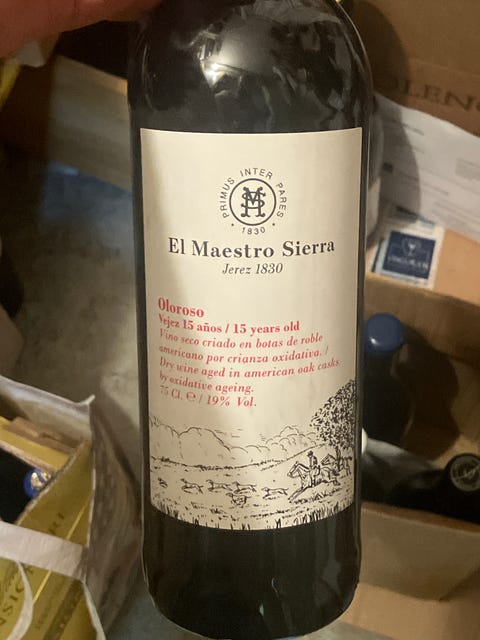 PRIMUS INTER PARES
MS
· 1830 ·
El Maestro Sierra
Jerez 1830
Oloroso
Vejez 15 años / 15 years old
Vino seco criado en botas de roble
americano por crianza oxidativa. /
Dry wine aged in american oak casks
by oxidative ageing.
75 Cl. ℮ / 19% Vol.